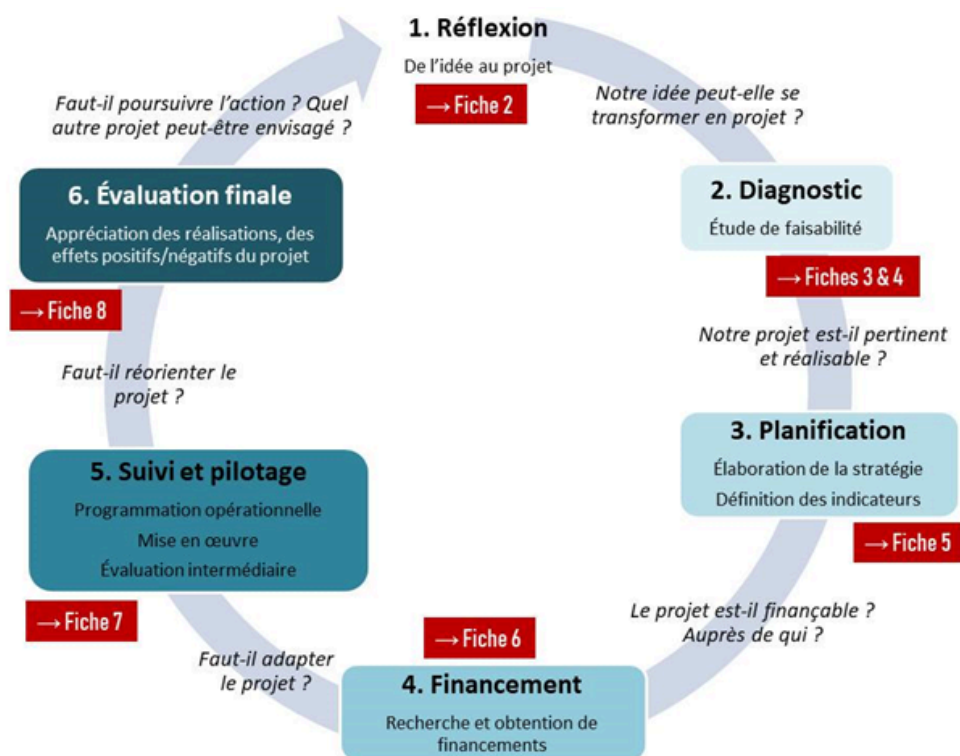 1. Réflexion
De l'idée au projet
→ Fiche 2
Notre idée peut-elle se
transformer en projet ?
2. Diagnostic
Étude de faisabilité
→ Fiches 3 & 4
Notre projet est-il pertinent
et réalisable ?
3. Planification
Élaboration de la stratégie
Définition des indicateurs
→ Fiche 5
Le projet est-il finançable ?
Auprès de qui ?
→ Fiche 6
4. Financement
Recherche et obtention de
financements
Faut-il adapter
le projet ?
5. Suivi et pilotage
Programmation opérationnelle
Mise en œuvre
Évaluation intermédiaire
→ Fiche 7
Faut-il réorienter le
projet ?
6. Évaluation finale
Appréciation des réalisations, des
effets positifs/négatifs du projet
→ Fiche 8
Faut-il poursuivre l'action ? Quel
autre projet peut-être envisagé ?